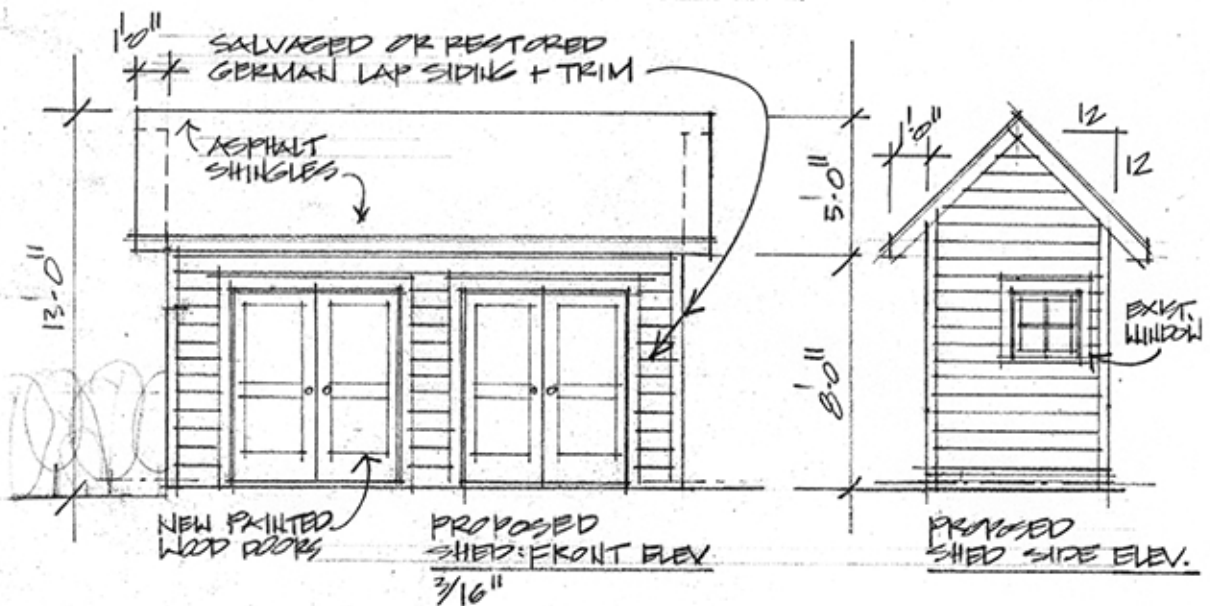 1'-0"
SALVAGED OR RESTORED
GERMAN LAP SIDING + TRIM
ASPHALT
SHINGLES
13'-0"
NEW PAINTED
WOOD DOORS
PROPOSED
SHED: FRONT ELEV.
3/16"
5'-0"
8'-0"
1'-0"
12
12
EXIST.
WINDOW
PROPOSED
SHED SIDE ELEV.